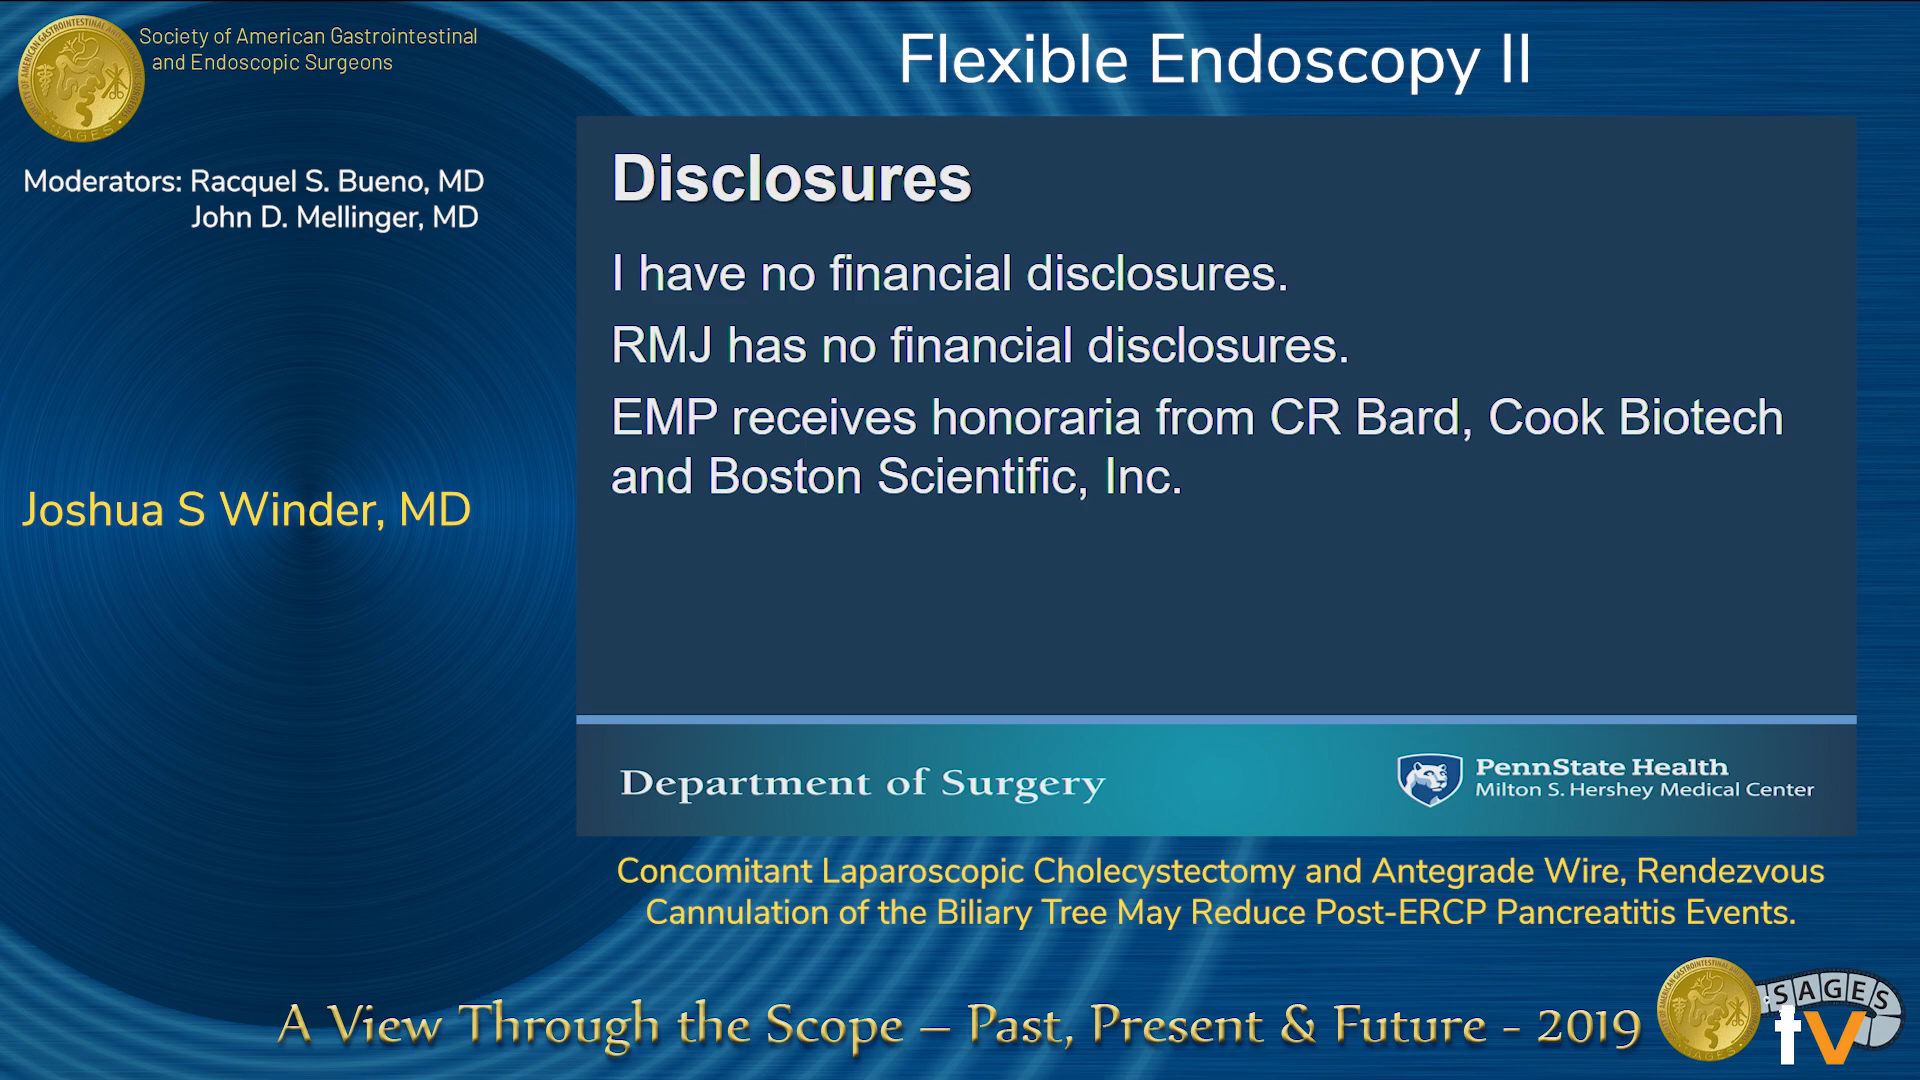 Society of American Gastrointestinal
and Endoscopic Surgeons
Flexible Endoscopy II
Moderators: Racquel S. Bueno, MD
John D. Mellinger, MD
Joshua S Winder, MD
Disclosures
I have no financial disclosures.
RMJ has no financial disclosures.
EMP receives honoraria from CR Bard, Cook Biotech
and Boston Scientific, Inc.
Department of Surgery
PennState Health
Milton S. Hershey Medical Center
Concomitant Laparoscopic Cholecystectomy and Antegrade Wire, Rendezvous
Cannulation of the Biliary Tree May Reduce Post-ERCP Pancreatitis Events.
A View Through the Scope – Past, Present & Future - 2019
SAGES
tv